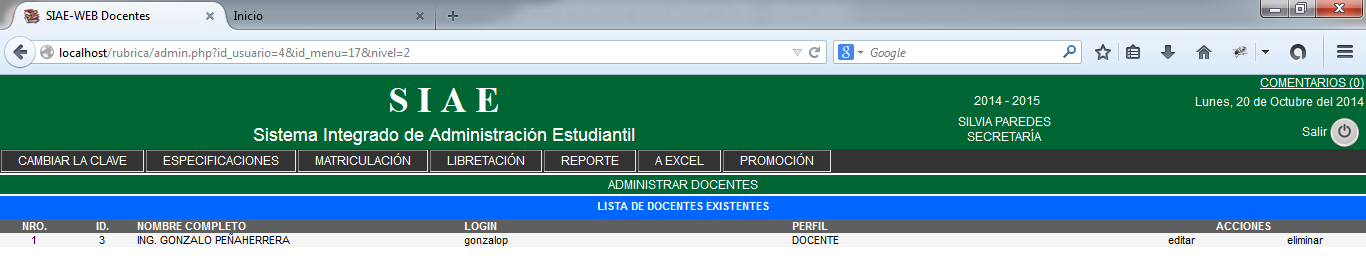 SIAE-WEB Docentes
Inicio
localhost/rubrica/admin.php?id_usuario=4&id_menu=17&nivel=2
Google
COMENTARIOS (0)
S I A E
2014 - 2015
Lunes, 20 de Octubre del 2014
Sistema Integrado de Administración Estudiantil
SILVIA PAREDES
SECRETARÍA
Salir
CAMBIAR LA CLAVE ESPECIFICACIONES MATRICULACIÓN LIBRETACIÓN REPORTE A EXCEL PROMOCIÓN
ADMINISTRAR DOCENTES
LISTA DE DOCENTES EXISTENTES
NRO. ID. NOMBRE COMPLETO LOGIN PERFIL ACCIONES
1 3 ING. GONZALO PEÑAHERRERA gonzalop DOCENTE editar eliminar